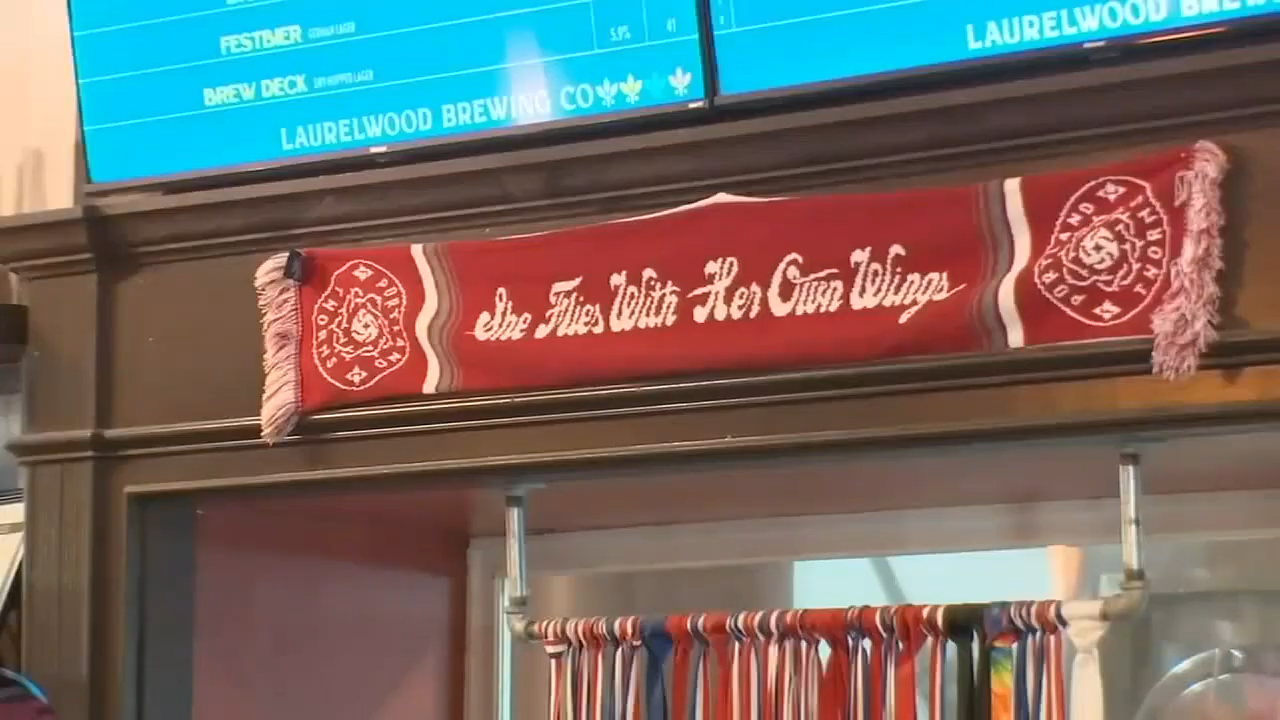 FESTBIER GERMAN LAGER 5.9% 41
BREW DECK DRY HOPPED LAGER
LAURELWOOD BREWING CO
LAURELWOOD
She Flies With Her Own Wings
PORTLAND THORNS
PORTLAND THORNS